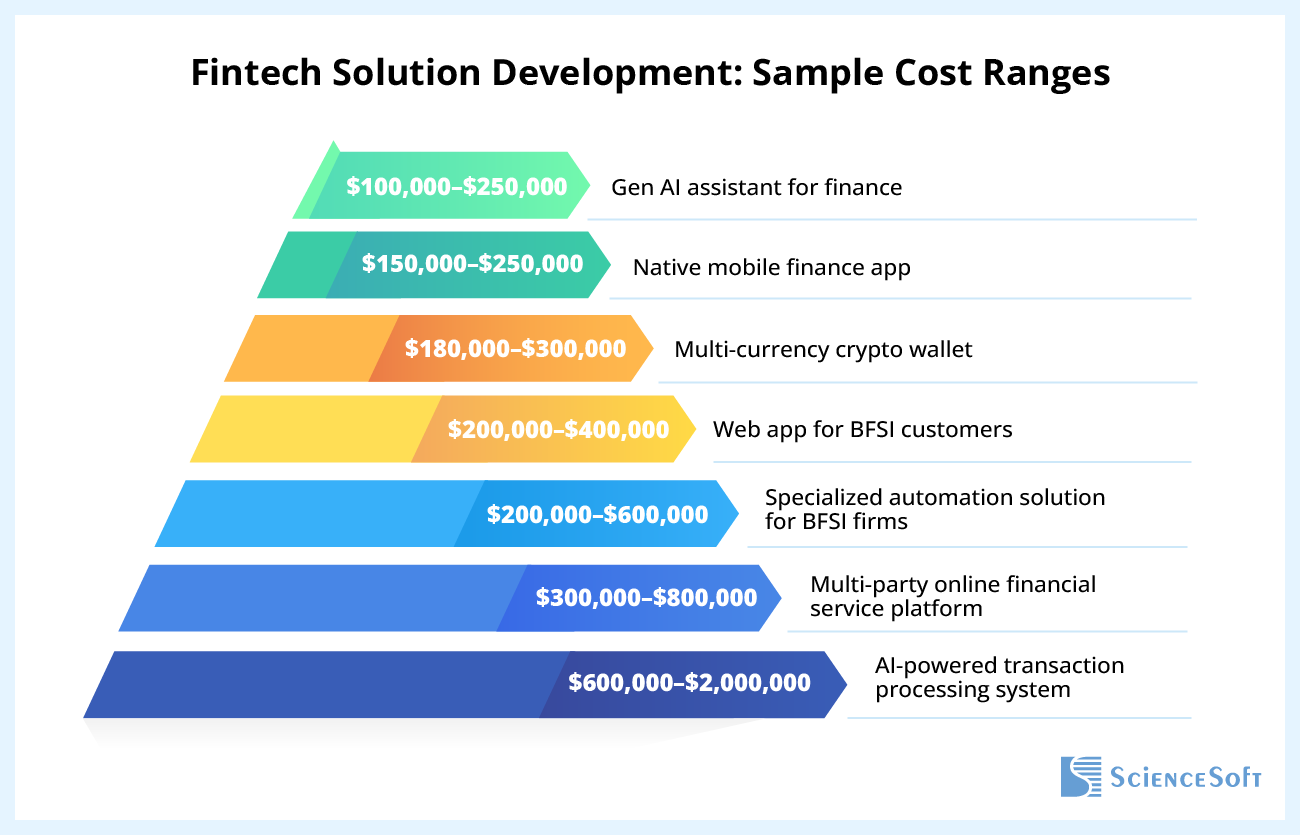 Fintech Solution Development: Sample Cost Ranges
$100,000–$250,000
Gen AI assistant for finance
$150,000–$250,000
Native mobile finance app
$180,000–$300,000
Multi-currency crypto wallet
$200,000–$400,000
Web app for BFSI customers
$200,000–$600,000
Specialized automation solution
for BFSI firms
$300,000–$800,000
Multi-party online financial
service platform
$600,000–$2,000,000
AI-powered transaction
processing system
ScienceSoft